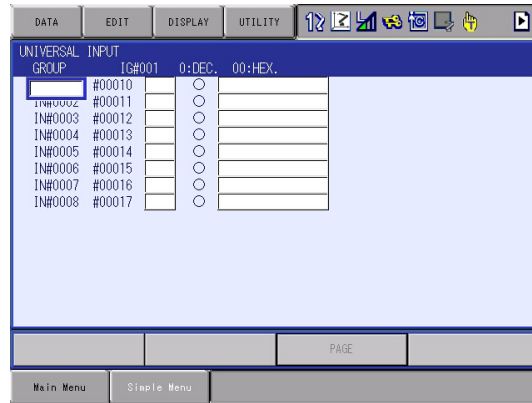 DATA EDIT DISPLAY UTILITY
UNIVERSAL INPUT
GROUP IG#001 0:DEC. 00:HEX.
#00010
IN#0002 #00011
IN#0003 #00012
IN#0004 #00013
IN#0005 #00014
IN#0006 #00015
IN#0007 #00016
IN#0008 #00017
PAGE
Main Menu Simple Menu